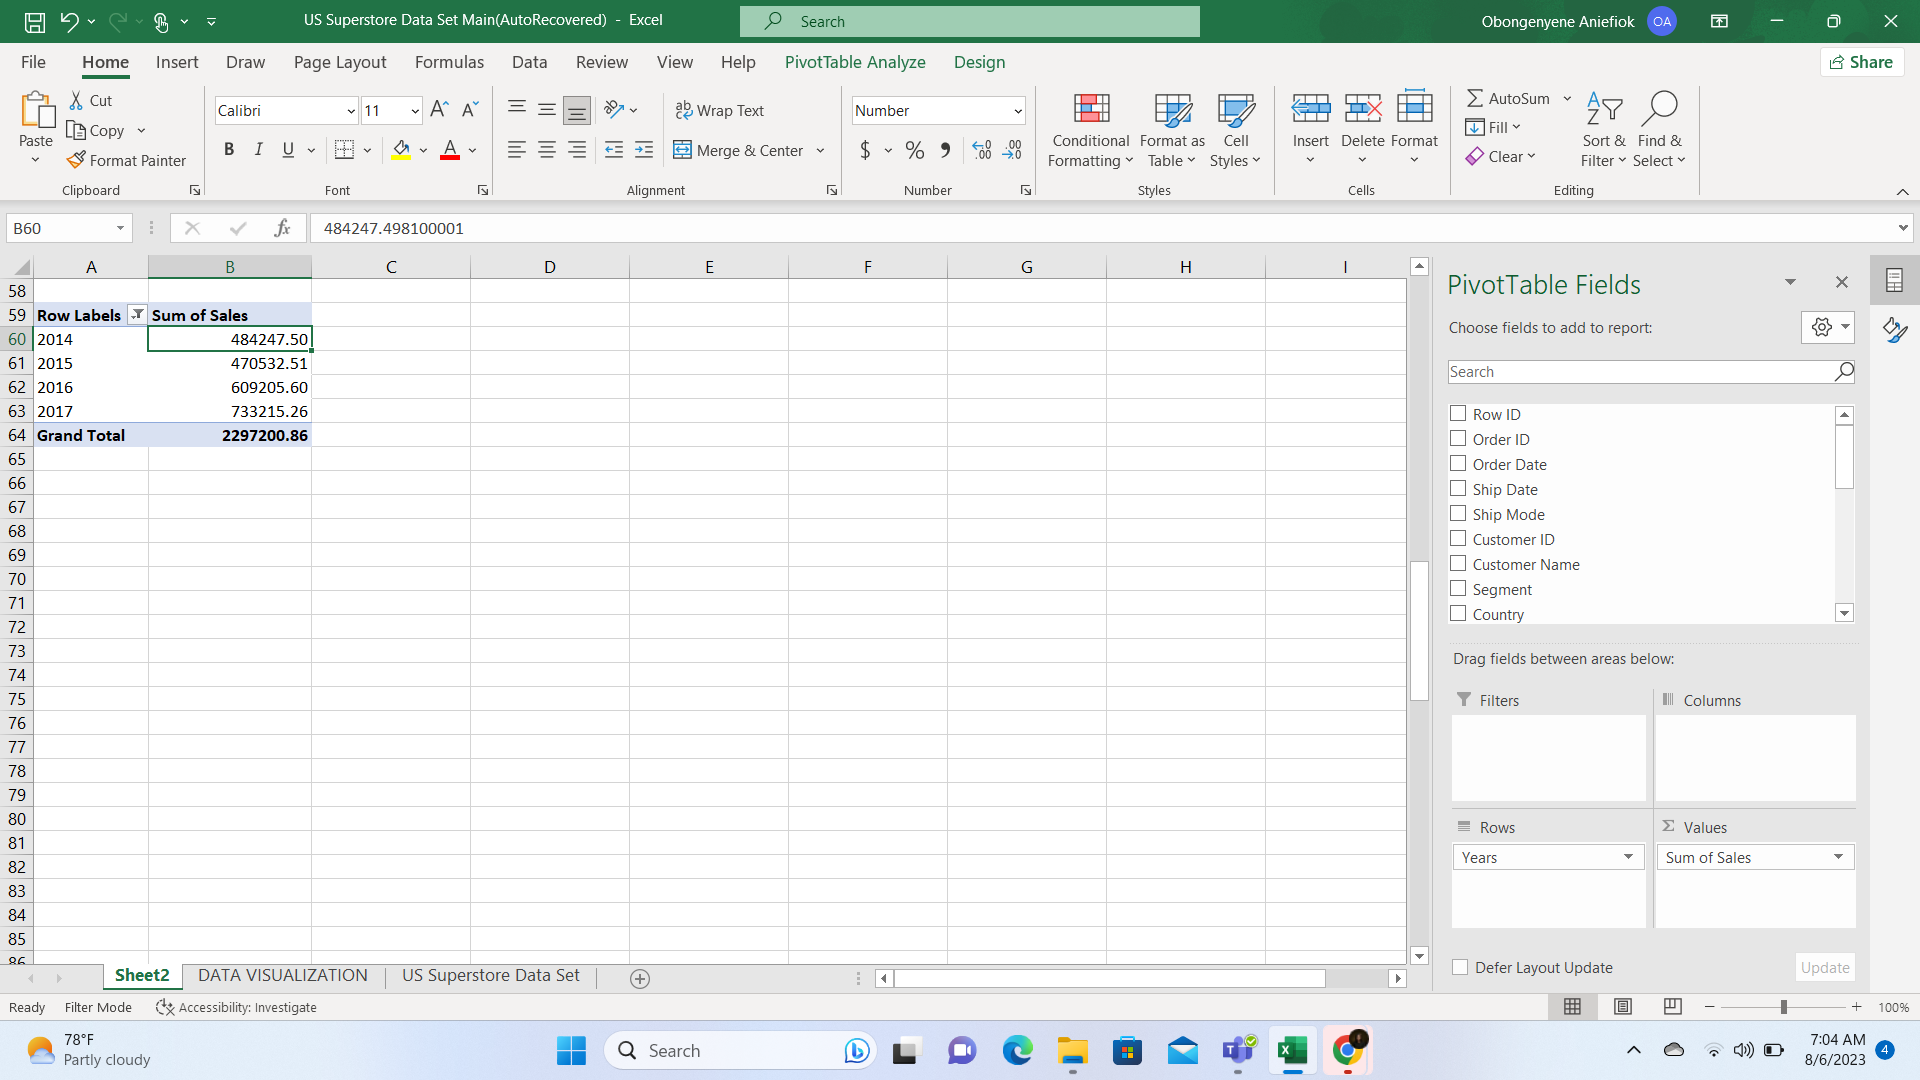 US Superstore Data Set Main(AutoRecovered) - Excel
Search
Obongenyene Aniefiok
OA
File Home Insert Draw Page Layout Formulas Data Review View Help PivotTable Analyze Design
Share
Paste
Cut
Copy
Format Painter
Clipboard
Calibri 11
B I U
Font
Wrap Text
Merge & Center
Alignment
Number
$ % ,
Number
Conditional Formatting
Format as Table
Cell Styles
Styles
Insert Delete Format
Cells
AutoSum
Fill
Clear
Sort & Filter
Find & Select
Editing
B60
fx
484247.498100001
A B C D E F G H I
58
59 Row Labels Sum of Sales
60 2014 484247.50
61 2015 470532.51
62 2016 609205.60
63 2017 733215.26
64 Grand Total 2297200.86
65
66
67
68
69
70
71
72
73
74
75
76
77
78
79
80
81
82
83
84
85
86
PivotTable Fields
Choose fields to add to report:
Search
Row ID
Order ID
Order Date
Ship Date
Ship Mode
Customer ID
Customer Name
Segment
Country
Drag fields between areas below:
Filters
Columns
Rows
Values
Years
Sum of Sales
Defer Layout Update
Update
Sheet2 DATA VISUALIZATION US Superstore Data Set
Ready Filter Mode Accessibility: Investigate
100%
78°F
Partly cloudy
Search
7:04 AM
8/6/2023
4